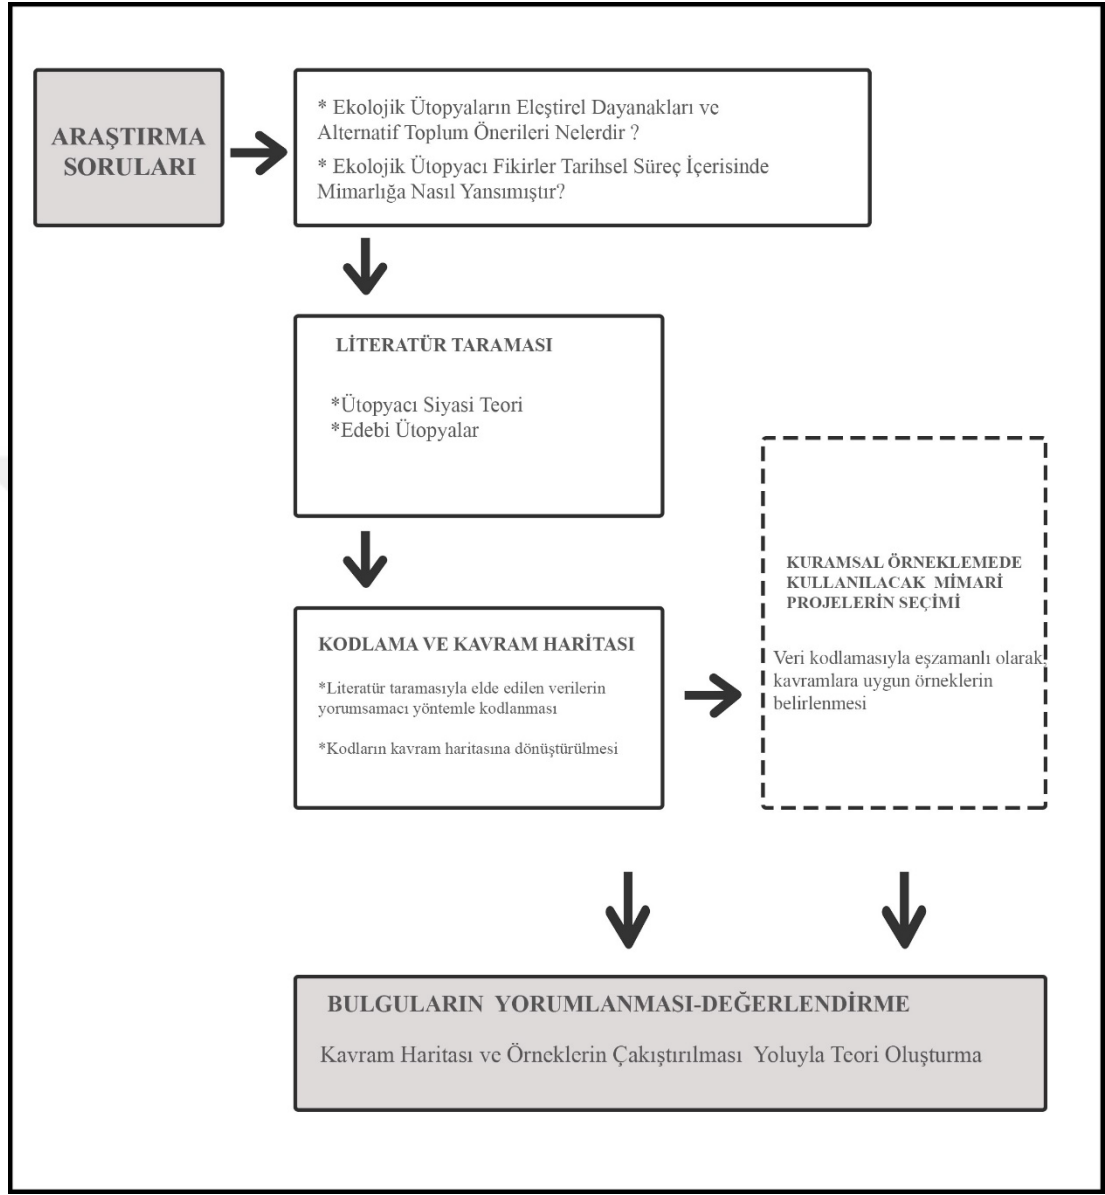 ARAŞTIRMA
SORULARI
* Ekolojik Ütopyaların Eleştirel Dayanakları ve
Alternatif Toplum Önerileri Nelerdir ?
* Ekolojik Ütopyacı Fikirler Tarihsel Süreç İçerisinde
Mimarlığa Nasıl Yansımıştır?
LİTERATÜR TARAMASI
*Ütopyacı Siyasi Teori
*Edebi Ütopyalar
KODLAMA VE KAVRAM HARİTASI
*Literatür taramasıyla elde edilen verilerin
yorumsamacı yöntemle kodlanması
*Kodların kavram haritasına dönüştürülmesi
KURAMSAL ÖRNEKLEMEDE
KULLANILACAK MİMARİ
PROJELERİN SEÇİMİ
Veri kodlamasıyla eşzamanlı olarak,
kavramlara uygun örneklerin
belirlenmesi
BULGULARIN YORUMLANMASI-DEĞERLENDİRME
Kavram Haritası ve Örneklerin Çakıştırılması Yoluyla Teori Oluşturma